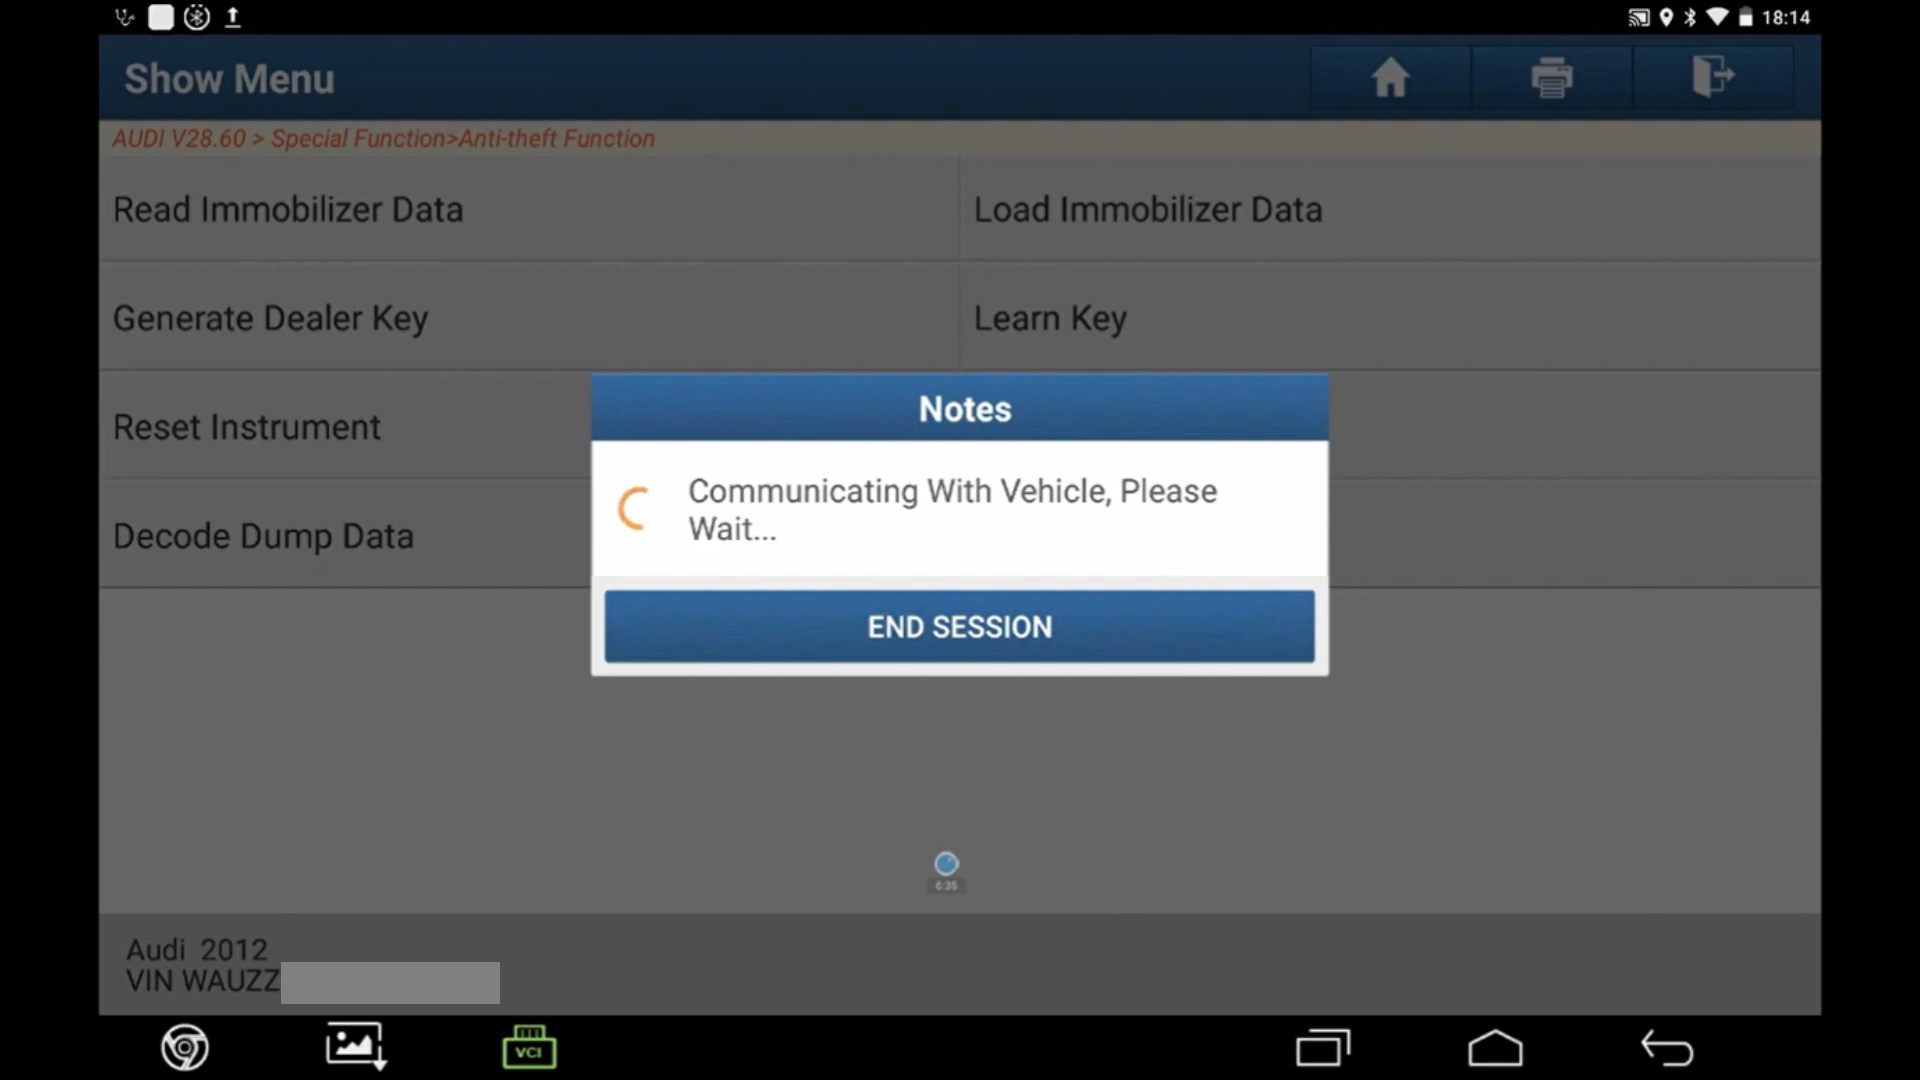 18:14
Show Menu
AUDI V28.60 > Special Function>Anti-theft Function
Read Immobilizer Data
Load Immobilizer Data
Generate Dealer Key
Learn Key
Reset Instrument
Decode Dump Data
Notes
Communicating With Vehicle, Please
Wait...
END SESSION
6:35
Audi 2012
VIN WAUZZ
VCI